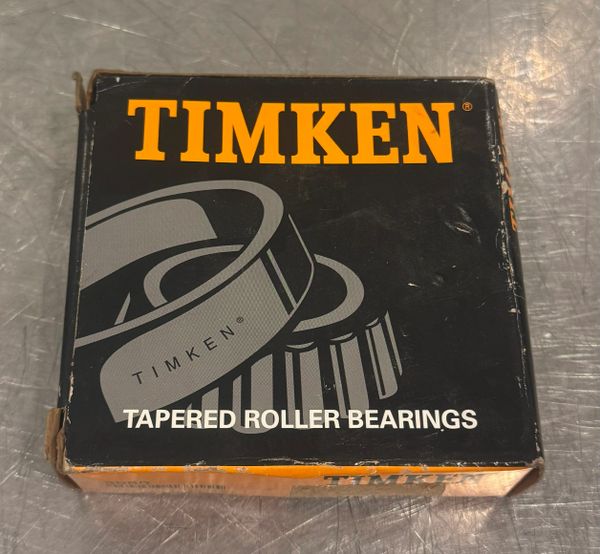 TIMKEN®
TIMKEN®
TAPERED ROLLER BEARINGS
TIMKEN